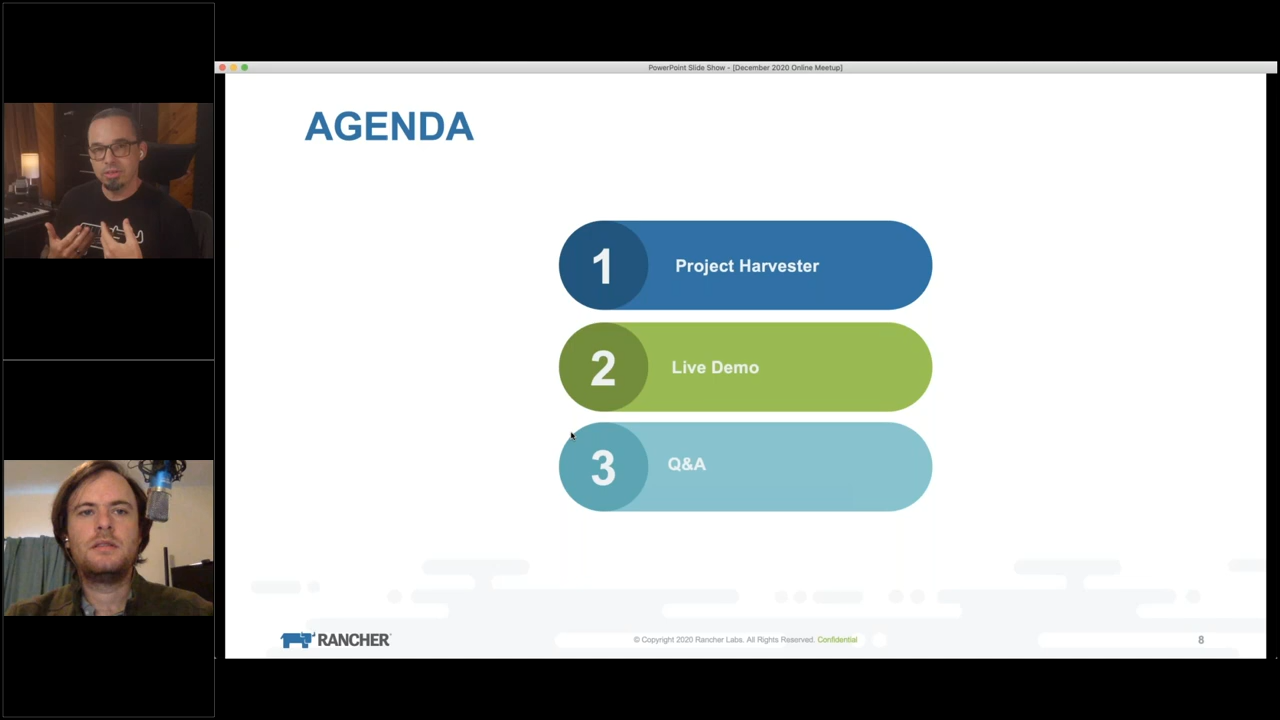 PowerPoint Slide Show - [December 2020 Online Meetup]
AGENDA
1
Project Harvester
2
Live Demo
3
Q&A
RANCHER
© Copyright 2020 Rancher Labs. All Rights Reserved. Confidential
8